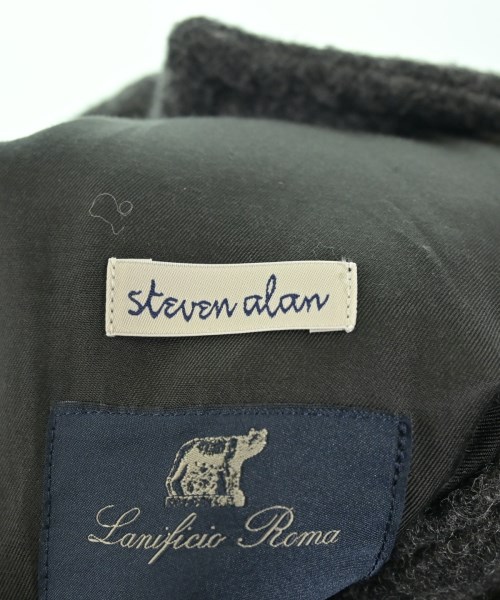 steven alan
Lanificio Roma